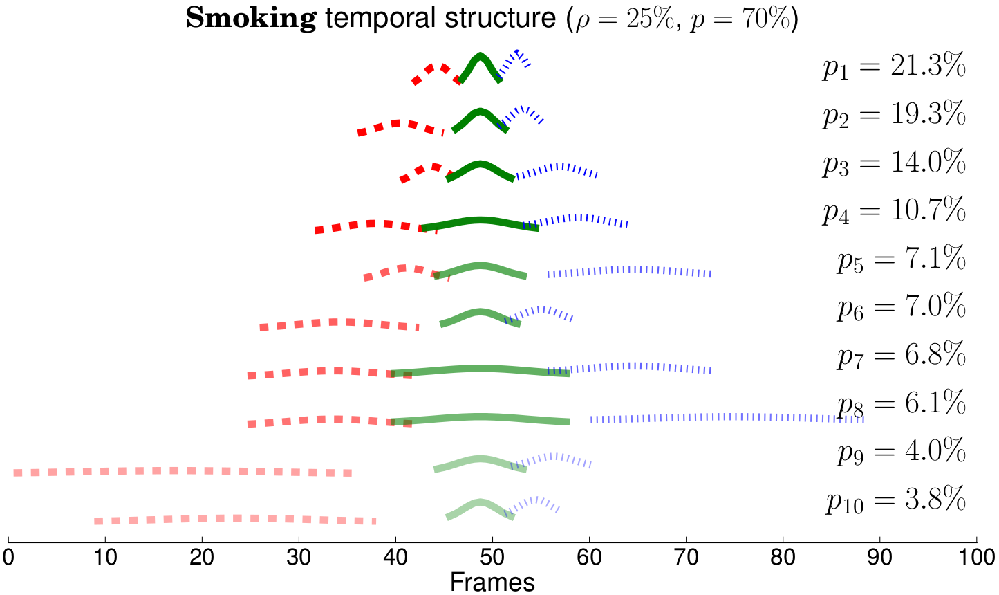 Smoking temporal structure (ρ = 25%, p = 70%)
p₁ = 21.3%
p₂ = 19.3%
p₃ = 14.0%
p₄ = 10.7%
p₅ = 7.1%
p₆ = 7.0%
p₇ = 6.8%
p₈ = 6.1%
p₉ = 4.0%
p₁₀ = 3.8%
0 10 20 30 40 50 60 70 80 90 100
Frames